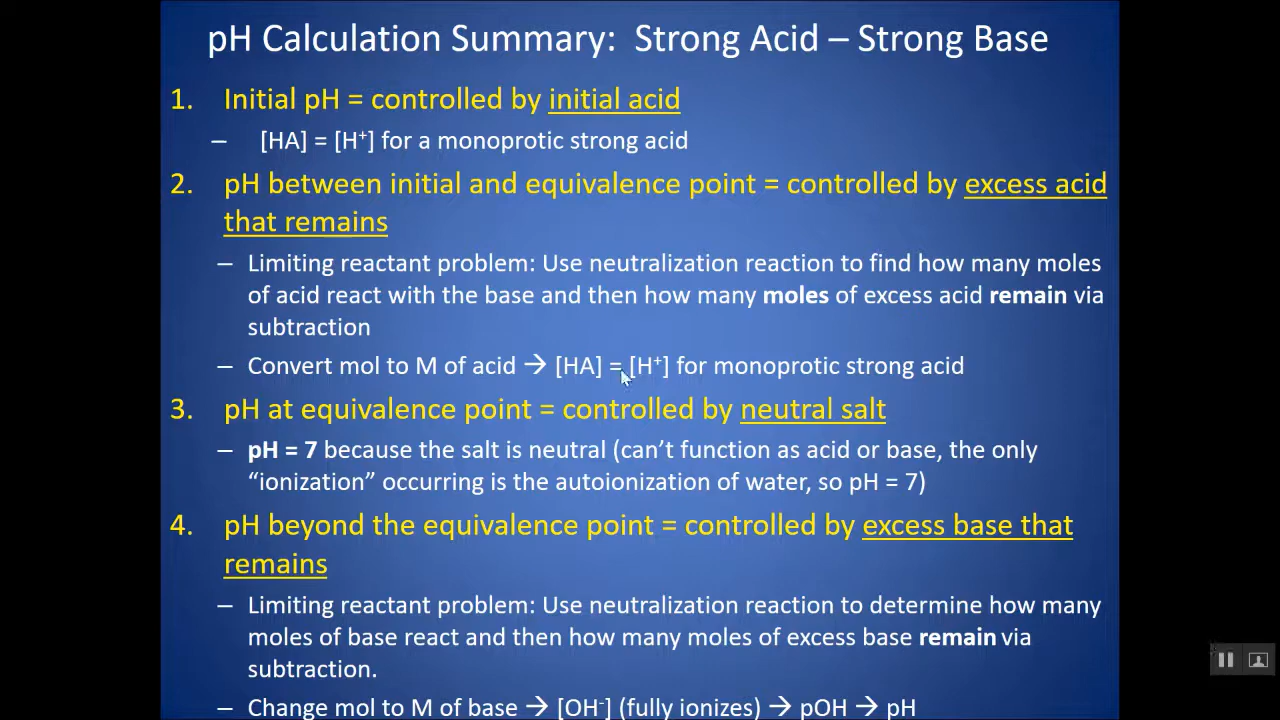 pH Calculation Summary: Strong Acid – Strong Base
1. Initial pH = controlled by initial acid
– [HA] = [H⁺] for a monoprotic strong acid
2. pH between initial and equivalence point = controlled by excess acid
that remains
– Limiting reactant problem: Use neutralization reaction to find how many moles
of acid react with the base and then how many moles of excess acid remain via
subtraction
– Convert mol to M of acid → [HA] = [H⁺] for monoprotic strong acid
3. pH at equivalence point = controlled by neutral salt
– pH = 7 because the salt is neutral (can’t function as acid or base, the only
“ionization” occurring is the autoionization of water, so pH = 7)
4. pH beyond the equivalence point = controlled by excess base that
remains
– Limiting reactant problem: Use neutralization reaction to determine how many
moles of base react and then how many moles of excess base remain via
subtraction.
– Change mol to M of base → [OH⁻] (fully ionizes) → pOH → pH